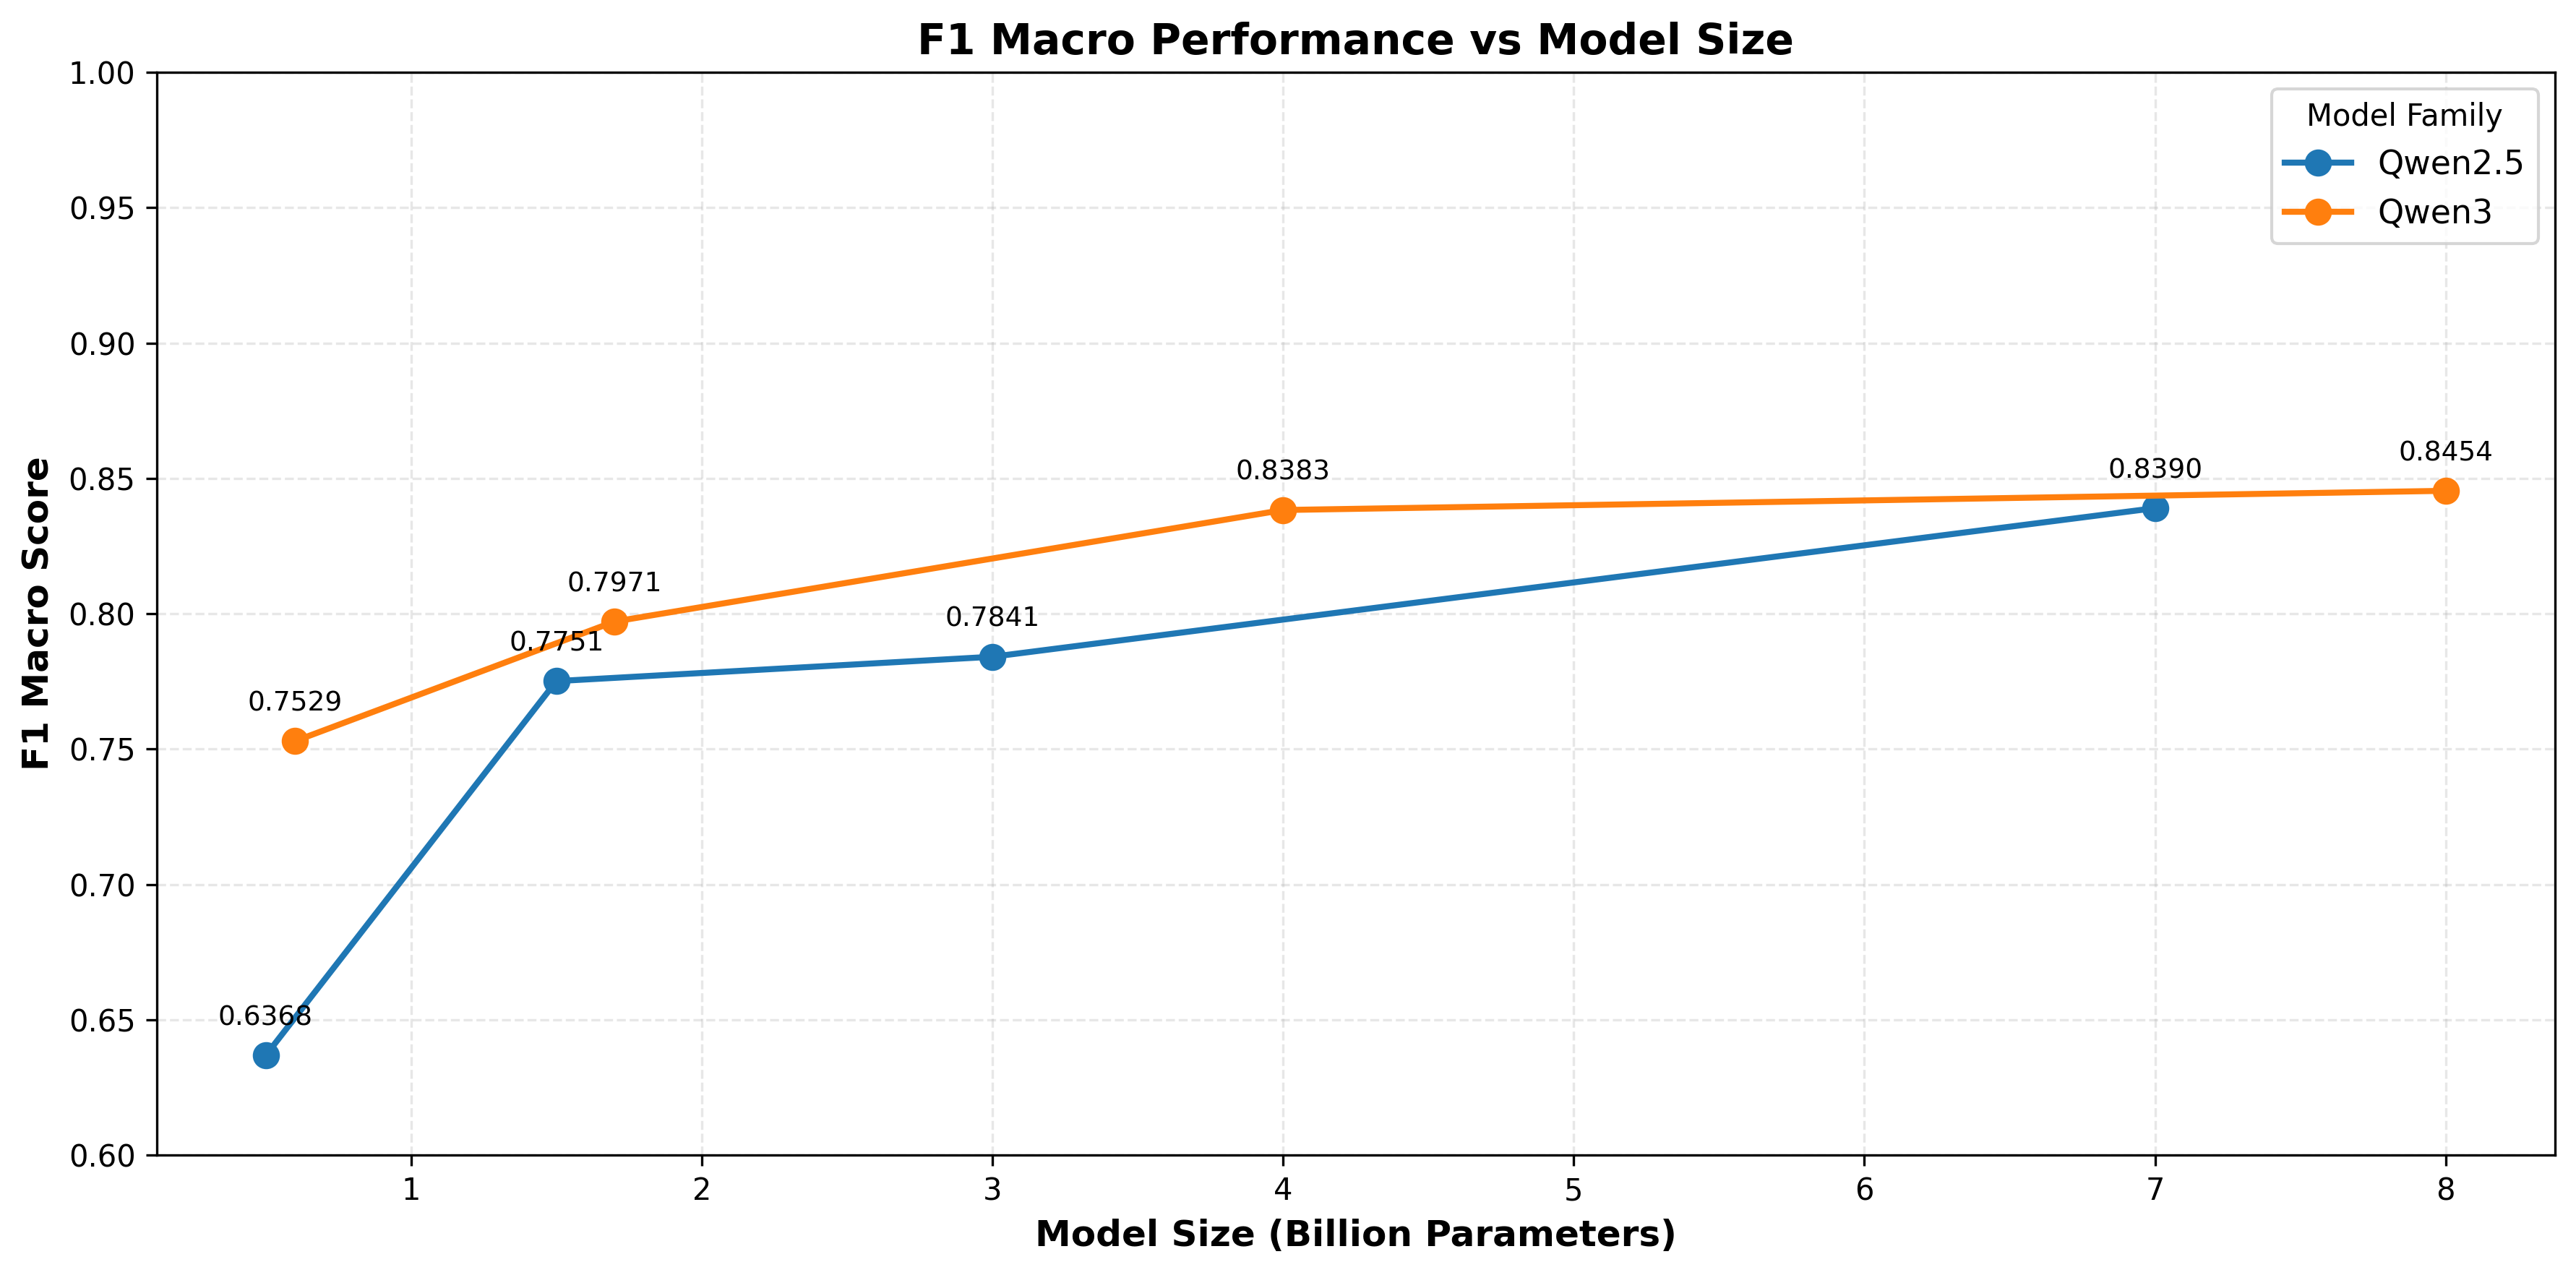 F1 Macro Performance vs Model Size
Model Family
Qwen2.5
Qwen3
F1 Macro Score
1.00
0.95
0.90
0.85
0.80
0.75
0.70
0.65
0.60
0.8454
0.8390
0.8383
0.7971
0.7841
0.7751
0.7529
0.6368
1 2 3 4 5 6 7 8
Model Size (Billion Parameters)